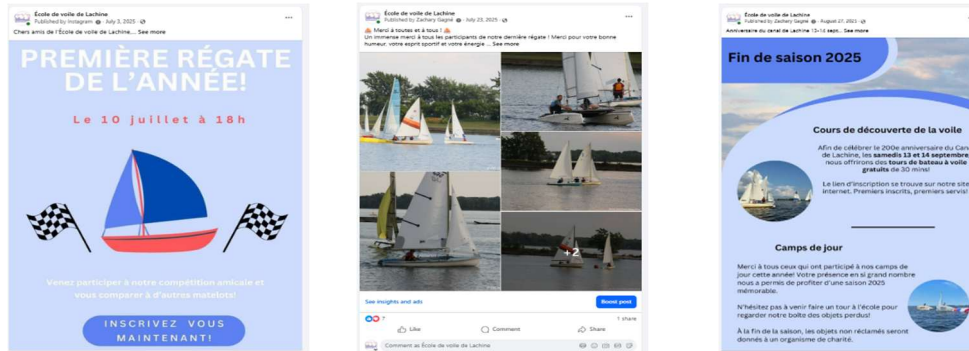 École de voile de Lachine
Published by Instagram · July 3, 2025
Chers amis de l'École de voile de Lachine,... See more
PREMIÈRE RÉGATE
DE L'ANNÉE!
Le 10 juillet à 18h
Venez participer à notre compétition amicale et
vous comparer à d'autres matelots!
INSCRIVEZ VOUS
MAINTENANT!
École de voile de Lachine
Published by Zachary Gagné · July 23, 2025
Merci à toutes et à tous !
Un immense merci à tous les participants de notre dernière régate ! Merci pour votre bonne
humeur, votre esprit sportif et votre énergie ... See more
+2
See insights and ads
Boost post
7
1 share
Like
Comment
Share
Comment as École de voile de Lachine
École de voile de Lachine
Published by Zachary Gagné · August 27, 2025
Anniversaire du canal de Lachine 13-14 sept... See more
Fin de saison 2025
Cours de découverte de la voile
Afin de célébrer le 200e anniversaire du Can
de Lachine, les samedis 13 et 14 septembre
nous offrirons des tours de bateau à voile
gratuits de 30 mins!
Le lien d'inscription se trouve sur notre site
internet. Premiers inscrits, premiers servis!
Camps de jour
Merci à tous ceux qui ont participé à nos camps de
jour cette année! Votre présence en si grand nombre
nous a permis de profiter d'une saison 2025
mémorable.
N'hésitez pas à venir faire un tour à l'école pour
regarder notre boîte des objets perdus!
À la fin de la saison, les objets non réclamés seront
donnés à un organisme de charité.